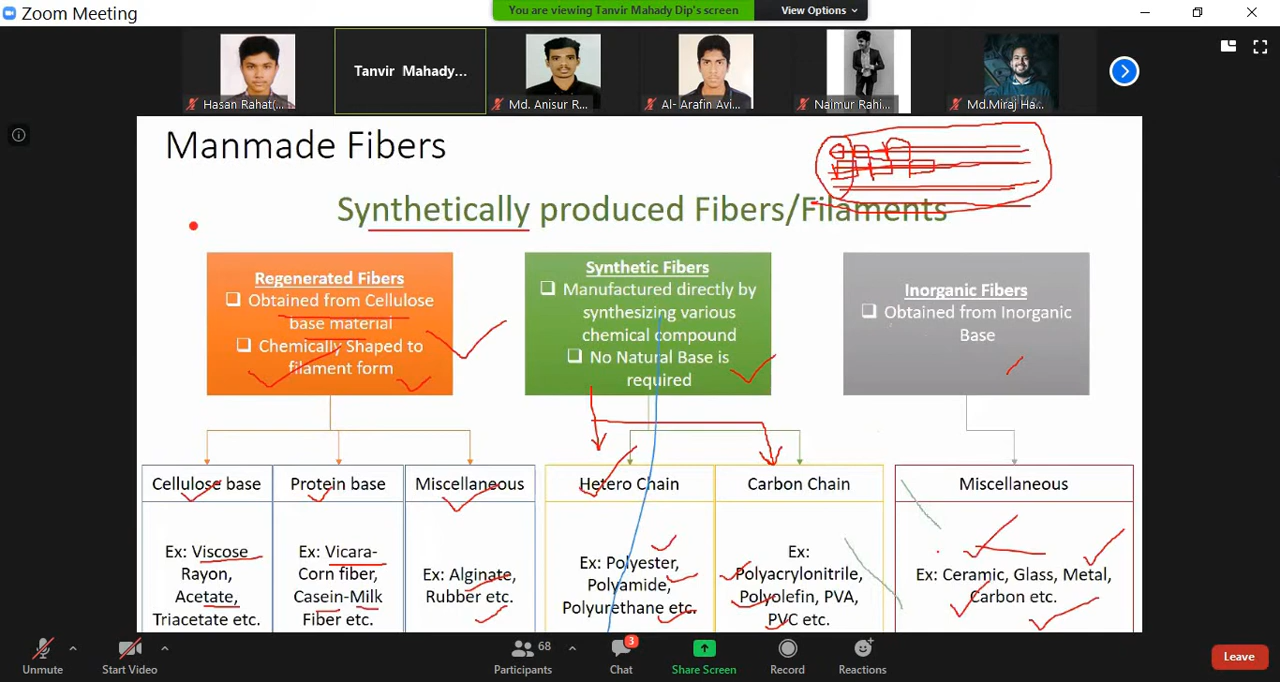 Zoom Meeting
You are viewing Tanvir Mahady Dip's screen
View Options
Hasan Rahat(...
Tanvir Mahady...
Md. Anisur R...
Al- Arafin Avi...
Naimur Rahi...
Md.Miraj Ha...
Manmade Fibers
Synthetically produced Fibers/Filaments
Regenerated Fibers
Obtained from Cellulose
base material
Chemically Shaped to
filament form
Synthetic Fibers
Manufactured directly by
synthesizing various
chemical compound
No Natural Base is
required
Inorganic Fibers
Obtained from Inorganic
Base
Cellulose base
Ex: Viscose
Rayon,
Acetate,
Triacetate etc.
Protein base
Ex: Vicara-
Corn fiber,
Casein-Milk
Fiber etc.
Miscellaneous
Ex: Alginate,
Rubber etc.
Hetero Chain
Ex: Polyester,
Polyamide,
Polyurethane etc.
Carbon Chain
Ex:
Polyacrylonitrile,
Polyolefin, PVA,
PVC etc.
Miscellaneous
Ex: Ceramic, Glass, Metal,
Carbon etc.
Unmute
Start Video
68
Participants
3
Chat
Share Screen
Record
Reactions
Leave